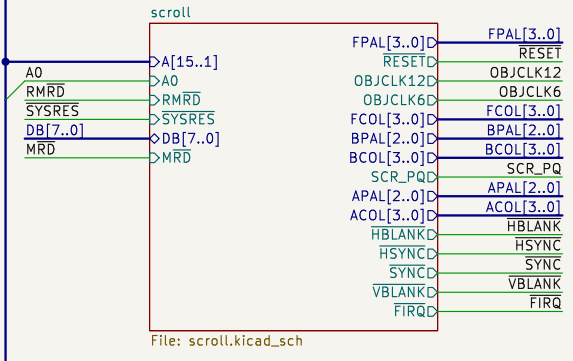 scroll
FPAL[3..0] FPAL[3..0]
RESET RESET
A[15..1]
A0 A0
OBJCLK12 OBJCLK12
RMRD RMRD
OBJCLK6 OBJCLK6
SYSRES SYSRES
FCOL[3..0] FCOL[3..0]
DB[7..0] DB[7..0]
BPAL[2..0] BPAL[2..0]
MRD MRD
BCOL[3..0] BCOL[3..0]
SCR_PQ SCR_PQ
APAL[2..0] APAL[2..0]
ACOL[3..0] ACOL[3..0]
HBLANK HBLANK
HSYNC HSYNC
SYNC SYNC
VBLANK VBLANK
FIRQ FIRQ
File: scroll.kicad_sch